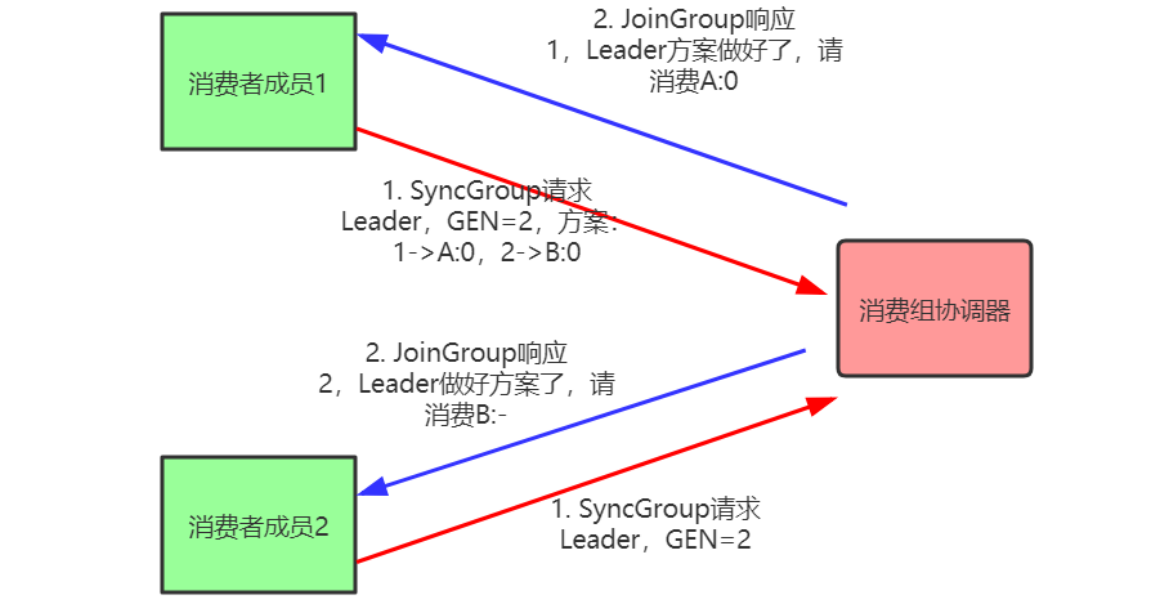 消费者成员1
2. JoinGroup响应
1，Leader方案做好了，请
消费A:0
1. SyncGroup请求
Leader，GEN=2，方案：
1->A:0，2->B:0
消费组协调器
2. JoinGroup响应
2，Leader做好方案了，请
消费B:-
消费者成员2
1. SyncGroup请求
Leader，GEN=2